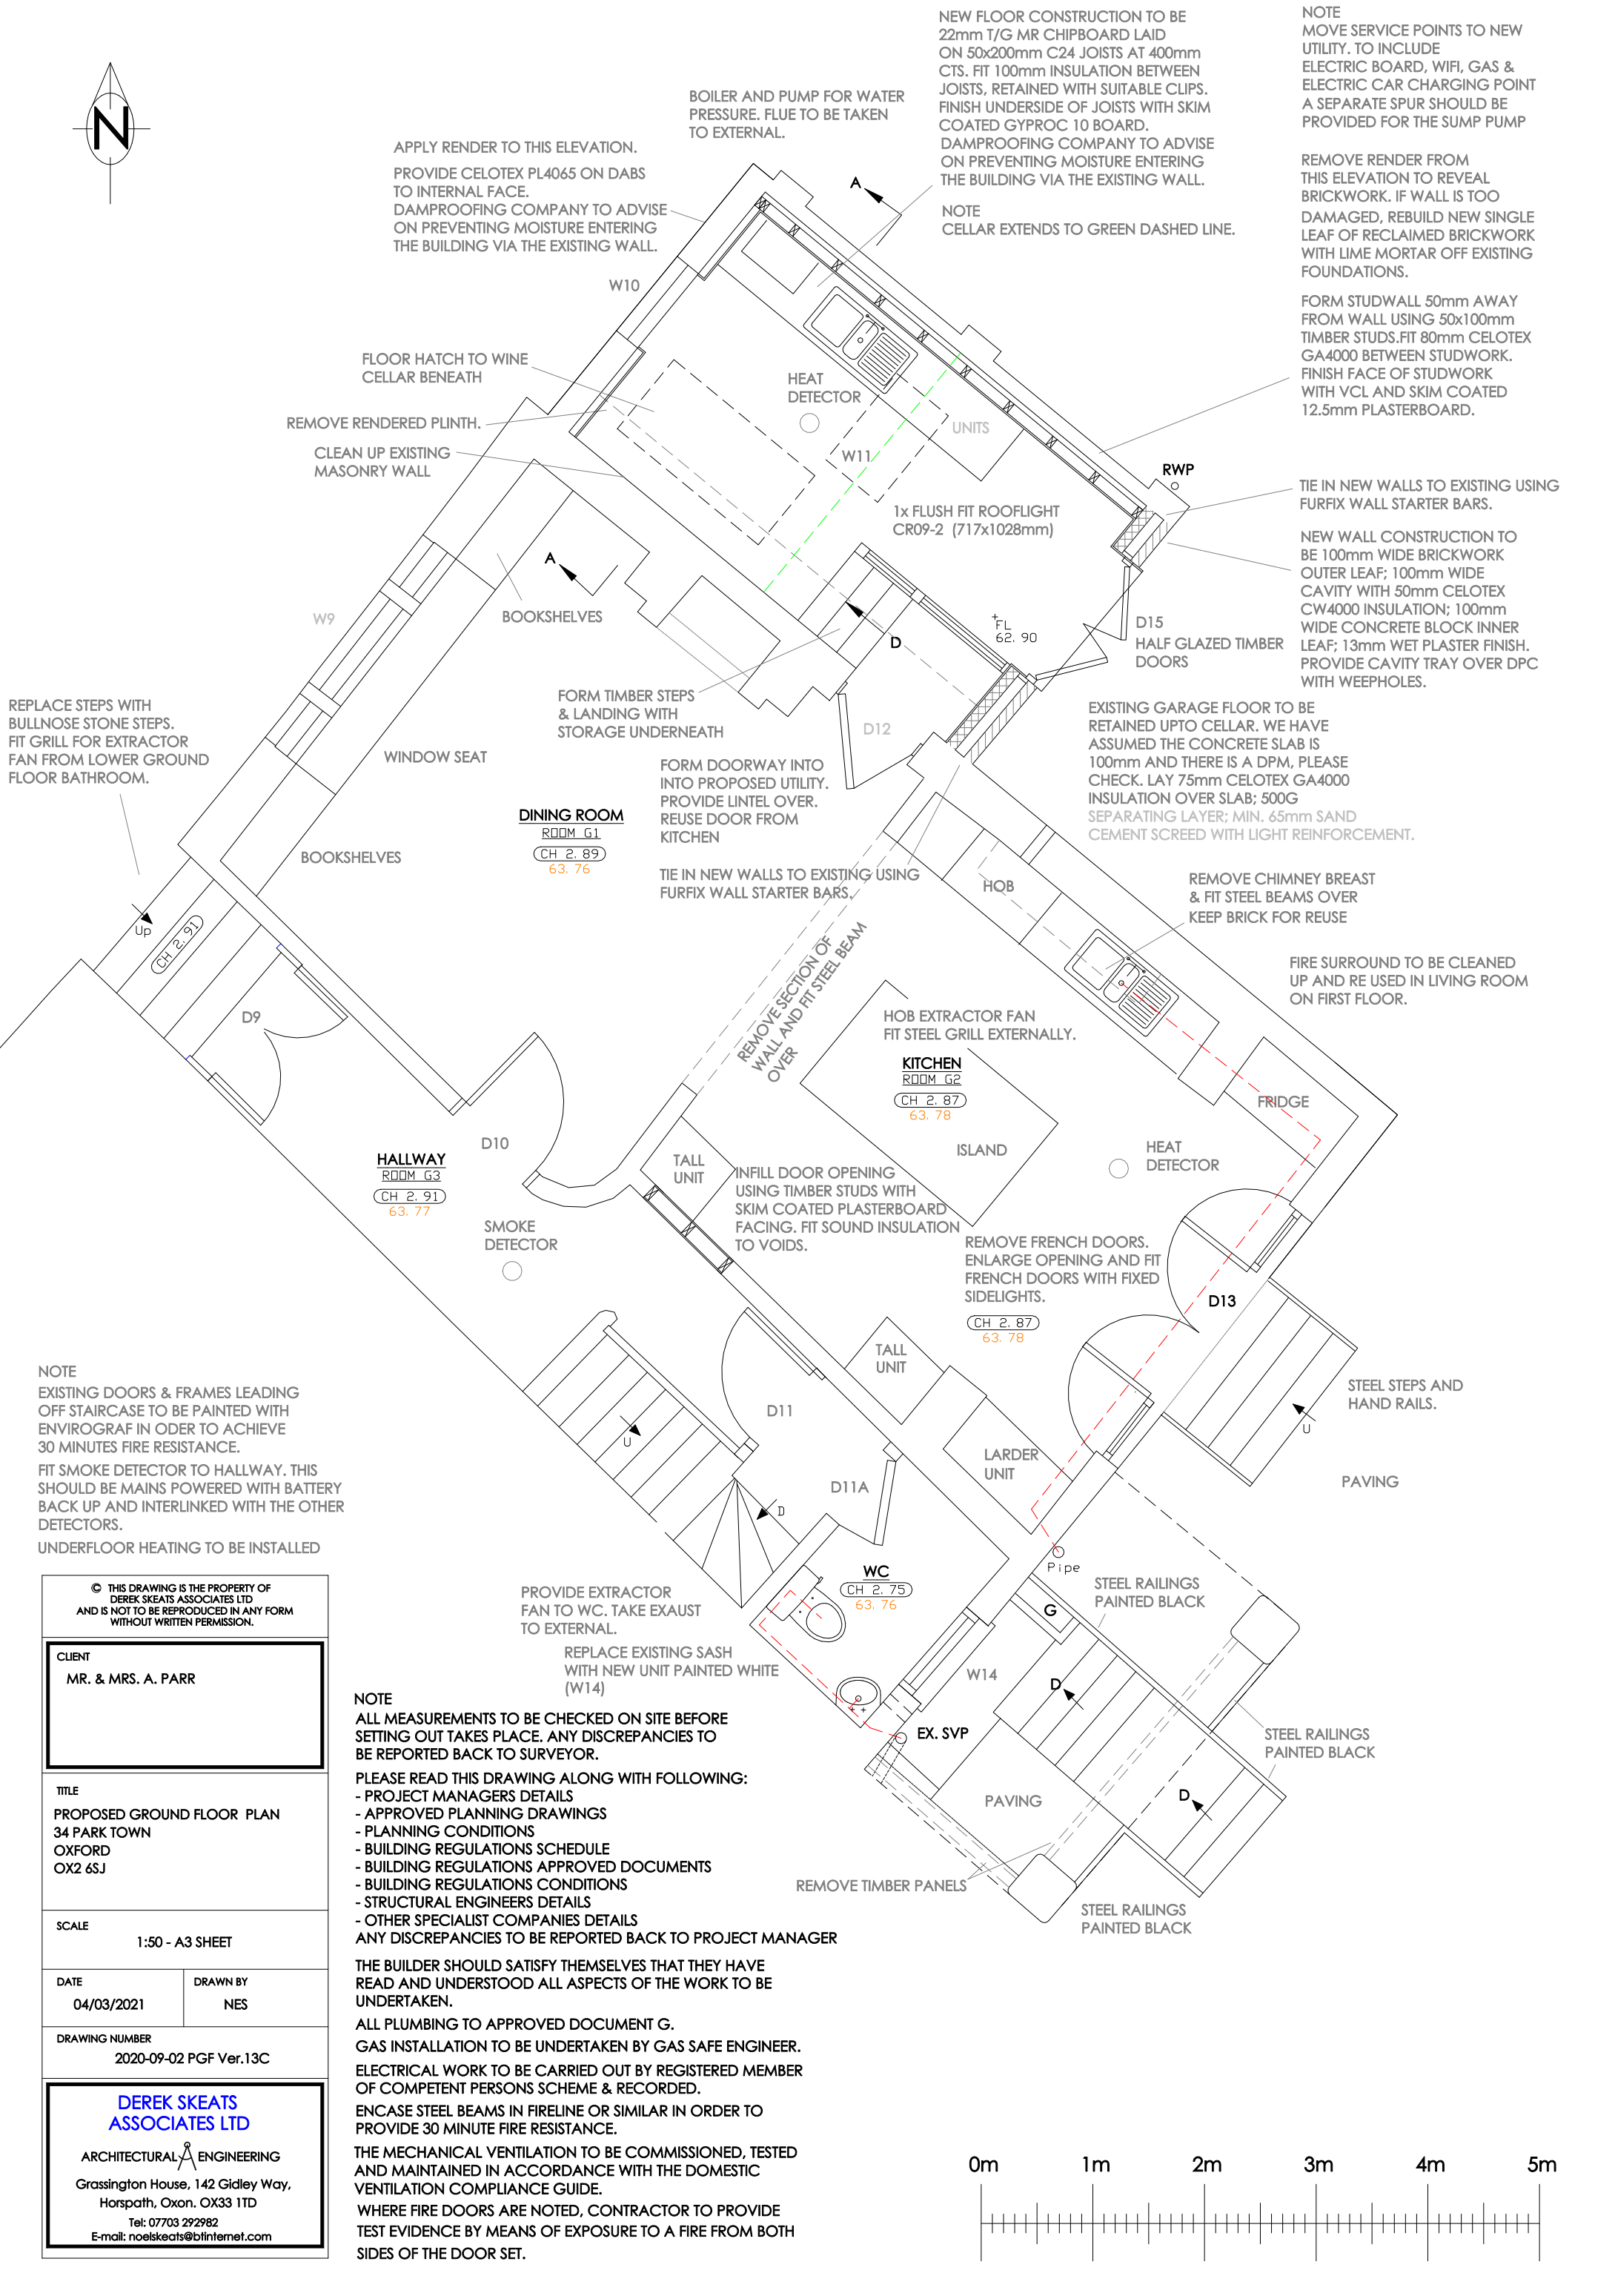 NEW FLOOR CONSTRUCTION TO BE
22mm T/G MR CHIPBOARD LAID
ON 50x200mm C24 JOISTS AT 400mm
CTS. FIT 100mm INSULATION BETWEEN
JOISTS, RETAINED WITH SUITABLE CLIPS.
FINISH UNDERSIDE OF JOISTS WITH SKIM
COATED GYPROC 10 BOARD.
DAMPROOFING COMPANY TO ADVISE
ON PREVENTING MOISTURE ENTERING
THE BUILDING VIA THE EXISTING WALL.
NOTE
CELLAR EXTENDS TO GREEN DASHED LINE.
NOTE
MOVE SERVICE POINTS TO NEW
UTILITY. TO INCLUDE
ELECTRIC BOARD, WIFI, GAS &
ELECTRIC CAR CHARGING POINT
A SEPARATE SPUR SHOULD BE
PROVIDED FOR THE SUMP PUMP
REMOVE RENDER FROM
THIS ELEVATION TO REVEAL
BRICKWORK. IF WALL IS TOO
DAMAGED, REBUILD NEW SINGLE
LEAF OF RECLAIMED BRICKWORK
WITH LIME MORTAR OFF EXISTING
FOUNDATIONS.
FORM STUDWALL 50mm AWAY
FROM WALL USING 50x100mm
TIMBER STUDS.FIT 80mm CELOTEX
GA4000 BETWEEN STUDWORK.
FINISH FACE OF STUDWORK
WITH VCL AND SKIM COATED
12.5mm PLASTERBOARD.
N
BOILER AND PUMP FOR WATER
PRESSURE. FLUE TO BE TAKEN
TO EXTERNAL.
APPLY RENDER TO THIS ELEVATION.
PROVIDE CELOTEX PL4065 ON DABS
TO INTERNAL FACE.
DAMPROOFING COMPANY TO ADVISE
ON PREVENTING MOISTURE ENTERING
THE BUILDING VIA THE EXISTING WALL.
A
W10
FLOOR HATCH TO WINE
CELLAR BENEATH
HEAT
DETECTOR
REMOVE RENDERED PLINTH.
UNITS
CLEAN UP EXISTING
MASONRY WALL
W11
RWP
TIE IN NEW WALLS TO EXISTING USING
FURFIX WALL STARTER BARS.
1x FLUSH FIT ROOFLIGHT
CR09-2 (717x1028mm)
NEW WALL CONSTRUCTION TO
BE 100mm WIDE BRICKWORK
OUTER LEAF; 100mm WIDE
CAVITY WITH 50mm CELOTEX
CW4000 INSULATION; 100mm
WIDE CONCRETE BLOCK INNER
LEAF; 13mm WET PLASTER FINISH.
PROVIDE CAVITY TRAY OVER DPC
WITH WEEPHOLES.
A
BOOKSHELVES
W9
D
FL
62.90
D15
HALF GLAZED TIMBER
DOORS
FORM TIMBER STEPS
& LANDING WITH
STORAGE UNDERNEATH
D12
REPLACE STEPS WITH
BULLNOSE STONE STEPS.
FIT GRILL FOR EXTRACTOR
FAN FROM LOWER GROUND
FLOOR BATHROOM.
EXISTING GARAGE FLOOR TO BE
RETAINED UPTO CELLAR. WE HAVE
ASSUMED THE CONCRETE SLAB IS
100mm AND THERE IS A DPM, PLEASE
CHECK. LAY 75mm CELOTEX GA4000
INSULATION OVER SLAB; 500G
SEPARATING LAYER; MIN. 65mm SAND
CEMENT SCREED WITH LIGHT REINFORCEMENT.
WINDOW SEAT
FORM DOORWAY INTO
INTO PROPOSED UTILITY.
PROVIDE LINTEL OVER.
REUSE DOOR FROM
KITCHEN
DINING ROOM
ROOM G1
CH 2.89
63.76
BOOKSHELVES
TIE IN NEW WALLS TO EXISTING USING
FURFIX WALL STARTER BARS.
HOB
REMOVE CHIMNEY BREAST
& FIT STEEL BEAMS OVER
KEEP BRICK FOR REUSE
Up
CH 2.91
REMOVE SECTION OF
WALL AND FIT STEEL BEAM
OVER
FIRE SURROUND TO BE CLEANED
UP AND RE USED IN LIVING ROOM
ON FIRST FLOOR.
D9
HOB EXTRACTOR FAN
FIT STEEL GRILL EXTERNALLY.
KITCHEN
ROOM G2
CH 2.87
63.78
FRIDGE
D10
ISLAND
HEAT
DETECTOR
HALLWAY
ROOM G3
CH 2.91
63.77
TALL
UNIT
INFILL DOOR OPENING
USING TIMBER STUDS WITH
SKIM COATED PLASTERBOARD
FACING. FIT SOUND INSULATION
TO VOIDS.
SMOKE
DETECTOR
REMOVE FRENCH DOORS.
ENLARGE OPENING AND FIT
FRENCH DOORS WITH FIXED
SIDELIGHTS.
CH 2.87
63.78
D13
TALL
UNIT
STEEL STEPS AND
HAND RAILS.
U
NOTE
EXISTING DOORS & FRAMES LEADING
OFF STAIRCASE TO BE PAINTED WITH
ENVIROGRAF IN ODER TO ACHIEVE
30 MINUTES FIRE RESISTANCE.
FIT SMOKE DETECTOR TO HALLWAY. THIS
SHOULD BE MAINS POWERED WITH BATTERY
BACK UP AND INTERLINKED WITH THE OTHER
DETECTORS.
UNDERFLOOR HEATING TO BE INSTALLED
D11
U
LARDER
UNIT
D11A
PAVING
D
WC
CH 2.75
63.76
Pipe
PROVIDE EXTRACTOR
FAN TO WC. TAKE EXAUST
TO EXTERNAL.
STEEL RAILINGS
PAINTED BLACK
G
REPLACE EXISTING SASH
WITH NEW UNIT PAINTED WHITE
(W14)
W14
D
EX. SVP
STEEL RAILINGS
PAINTED BLACK
D
PAVING
REMOVE TIMBER PANELS
STEEL RAILINGS
PAINTED BLACK
© THIS DRAWING IS THE PROPERTY OF
DEREK SKEATS ASSOCIATES LTD
AND IS NOT TO BE REPRODUCED IN ANY FORM
WITHOUT WRITTEN PERMISSION.
CLIENT
MR. & MRS. A. PARR
TITLE
PROPOSED GROUND FLOOR PLAN
34 PARK TOWN
OXFORD
OX2 6SJ
SCALE
1:50 - A3 SHEET
DATE
04/03/2021
DRAWN BY
NES
DRAWING NUMBER
2020-09-02 PGF Ver.13C
DEREK SKEATS
ASSOCIATES LTD
ARCHITECTURAL ENGINEERING
Grassington House, 142 Gidley Way,
Horspath, Oxon. OX33 1TD
Tel: 07703 292982
E-mail: noelskeats@btinternet.com
NOTE
ALL MEASUREMENTS TO BE CHECKED ON SITE BEFORE
SETTING OUT TAKES PLACE. ANY DISCREPANCIES TO
BE REPORTED BACK TO SURVEYOR.
PLEASE READ THIS DRAWING ALONG WITH FOLLOWING:
- PROJECT MANAGERS DETAILS
- APPROVED PLANNING DRAWINGS
- PLANNING CONDITIONS
- BUILDING REGULATIONS SCHEDULE
- BUILDING REGULATIONS APPROVED DOCUMENTS
- BUILDING REGULATIONS CONDITIONS
- STRUCTURAL ENGINEERS DETAILS
- OTHER SPECIALIST COMPANIES DETAILS
ANY DISCREPANCIES TO BE REPORTED BACK TO PROJECT MANAGER
THE BUILDER SHOULD SATISFY THEMSELVES THAT THEY HAVE
READ AND UNDERSTOOD ALL ASPECTS OF THE WORK TO BE
UNDERTAKEN.
ALL PLUMBING TO APPROVED DOCUMENT G.
GAS INSTALLATION TO BE UNDERTAKEN BY GAS SAFE ENGINEER.
ELECTRICAL WORK TO BE CARRIED OUT BY REGISTERED MEMBER
OF COMPETENT PERSONS SCHEME & RECORDED.
ENCASE STEEL BEAMS IN FIRELINE OR SIMILAR IN ORDER TO
PROVIDE 30 MINUTE FIRE RESISTANCE.
THE MECHANICAL VENTILATION TO BE COMMISSIONED, TESTED
AND MAINTAINED IN ACCORDANCE WITH THE DOMESTIC
VENTILATION COMPLIANCE GUIDE.
WHERE FIRE DOORS ARE NOTED, CONTRACTOR TO PROVIDE
TEST EVIDENCE BY MEANS OF EXPOSURE TO A FIRE FROM BOTH
SIDES OF THE DOOR SET.
0m 1m 2m 3m 4m 5m